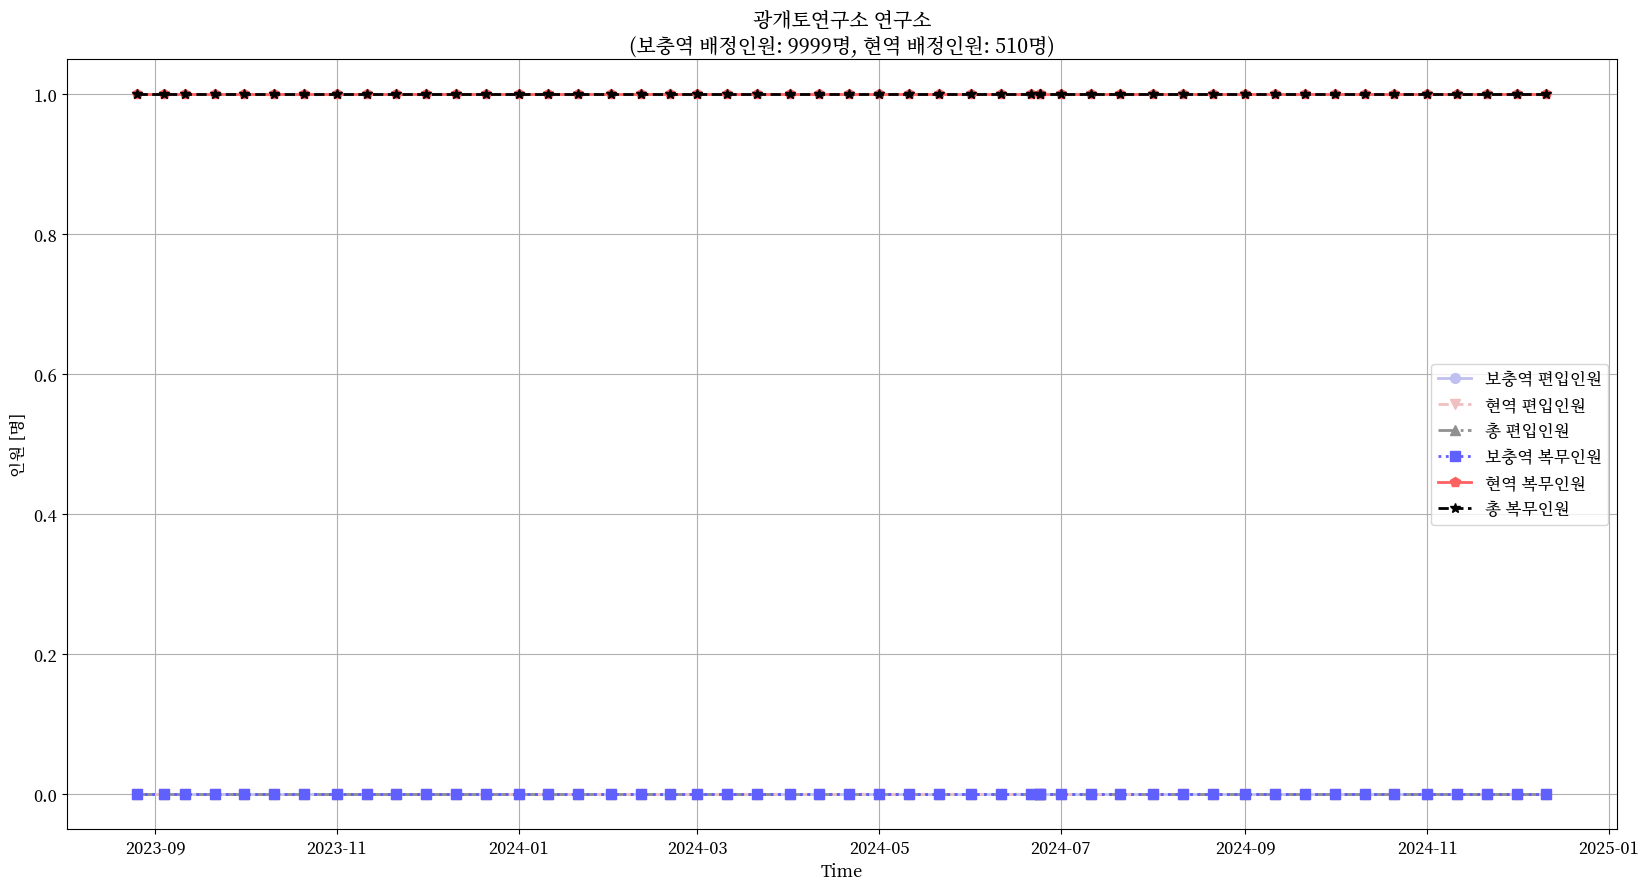 광개토연구소 연구소
(보충역 배정인원: 9999명, 현역 배정인원: 510명)
1.0
0.8
0.6
0.4
0.2
0.0
인원 [명]
보충역 편입인원
현역 편입인원
총 편입인원
보충역 복무인원
현역 복무인원
총 복무인원
2023-09 2023-11 2024-01 2024-03 2024-05 2024-07 2024-09 2024-11 2025-01
Time